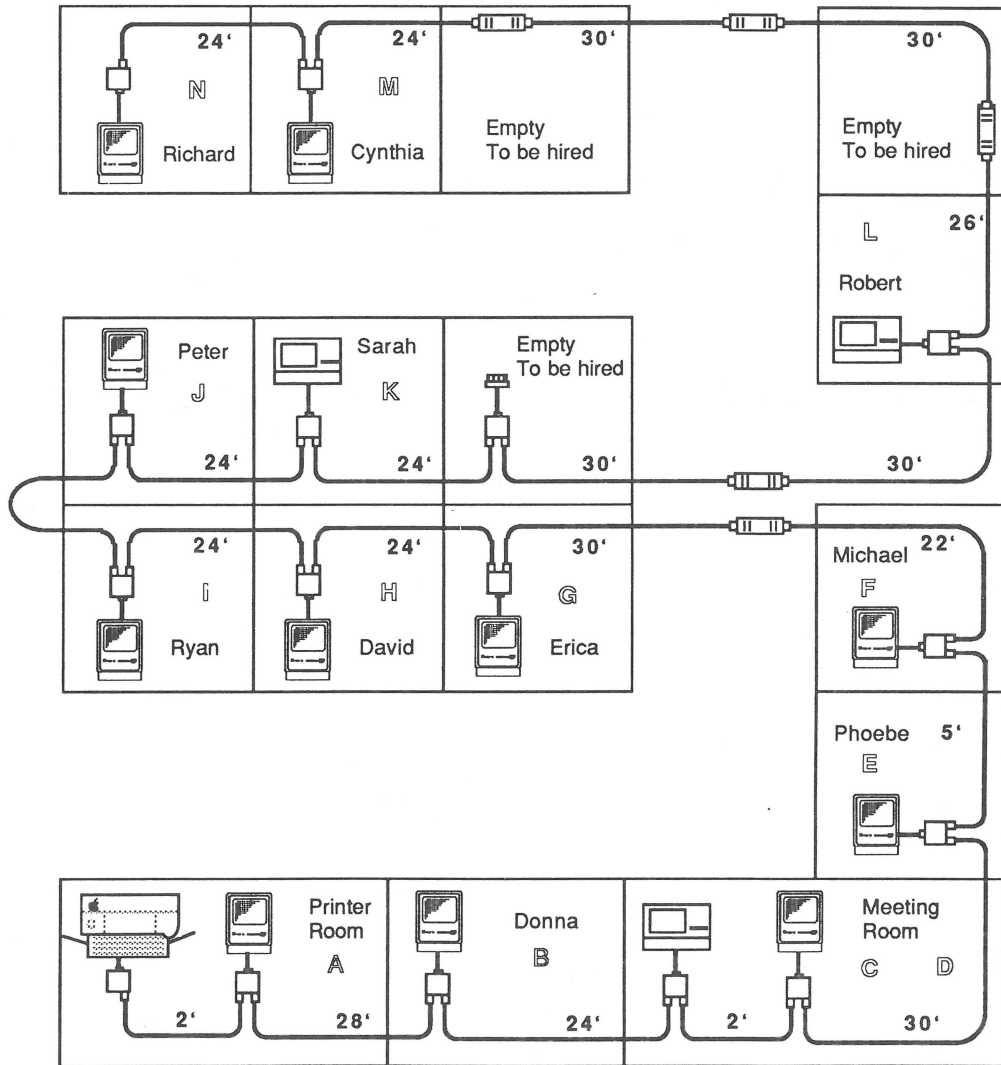 24' 24' 30' 30'
N M
Richard Cynthia
Empty
To be hired
Empty
To be hired
L 26'
Robert
Peter Sarah
J K
Empty
To be hired
24' 24' 30' 30'
24' 24' 30' 22'
Michael
I H G F
Ryan David Erica
Phoebe 5'
E
Printer
Room
A
Donna
B
Meeting
Room
C D
2' 28' 24' 2' 30'